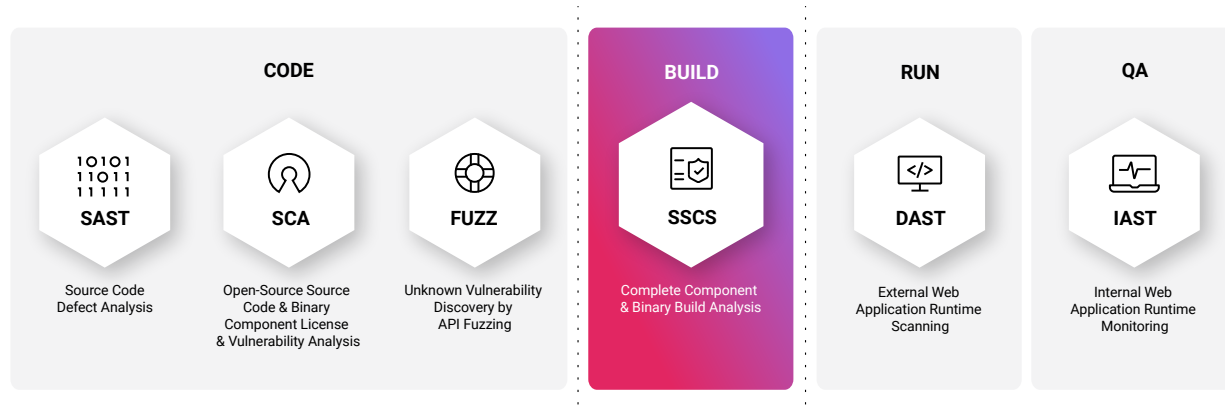 CODE
10101
11011
11111
SAST
Source Code
Defect Analysis
SCA
Open-Source Source
Code & Binary
Component License
& Vulnerability Analysis
FUZZ
Unknown Vulnerability
Discovery by
API Fuzzing
BUILD
SSCS
Complete Component
& Binary Build Analysis
RUN
</>
DAST
External Web
Application Runtime
Scanning
QA
IAST
Internal Web
Application Runtime
Monitoring